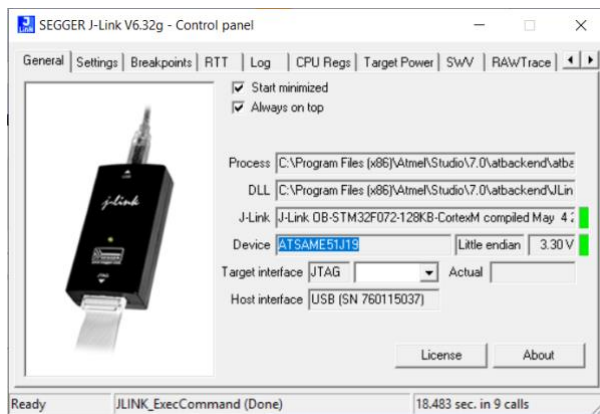 SEGGER J-Link V6.32g - Control panel
General Settings Breakpoints RTT Log CPU Regs Target Power SWV RAWTrace
Start minimized
Always on top
j-link
Process C:\Program Files (x86)\Atmel\Studio\7.0\atbackend\atba
DLL C:\Program Files (x86)\Atmel\Studio\7.0\atbackend\JLin
J-Link J-Link OB-STM32F072-128KB-CortexM compiled May 4 2
Device ATSAME51J19 Little endian 3.30 V
Target interface JTAG Actual
Host interface USB (SN 760115037)
License About
Ready JLINK_ExecCommand (Done) 18.483 sec. in 9 calls